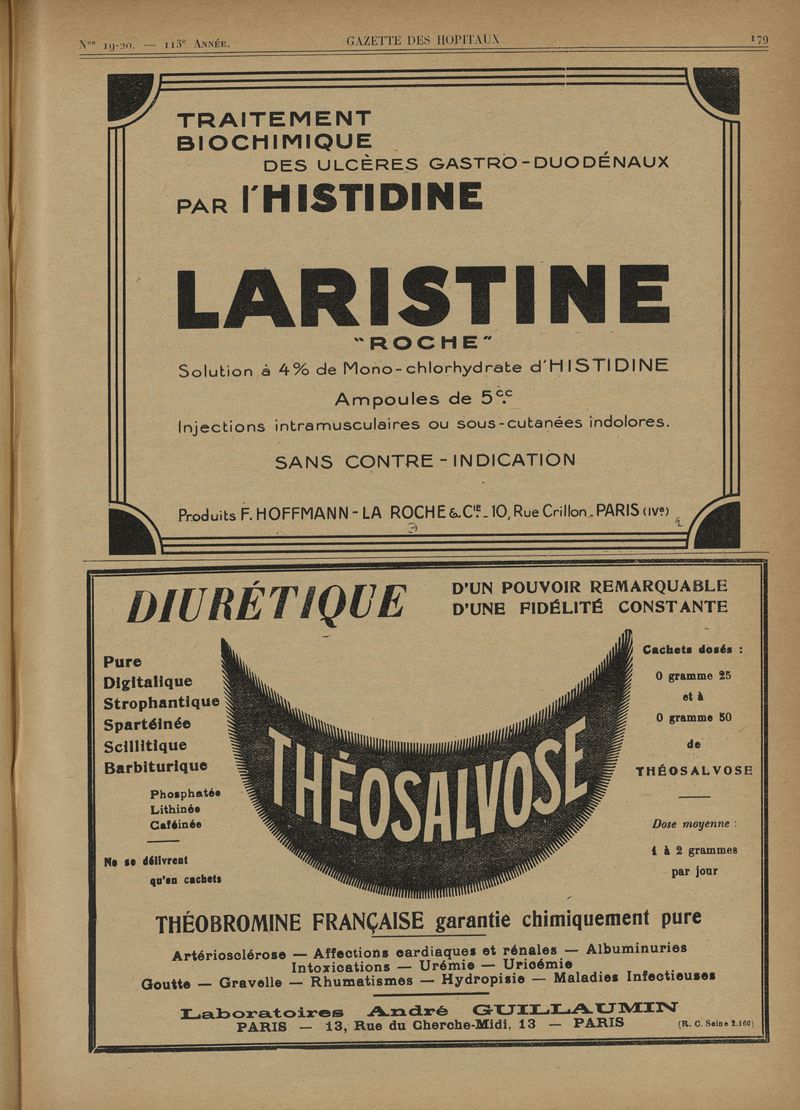 Nos 19-20. — 113e ANNÉE.
GAZETTE DES HOPITAUX
179
TRAITEMENT
BIOCHIMIQUE
DES ULCÈRES GASTRO-DUODÉNAUX
PAR l'HISTIDINE
LARISTINE
"ROCHE"
Solution à 4% de Mono-chlorhydrate d'HISTIDINE
Ampoules de 5c.c
Injections intramusculaires ou sous-cutanées indolores.
SANS CONTRE-INDICATION
Produits F. HOFFMANN-LA ROCHE & Cie_10, Rue Crillon_PARIS (IVe)
DIURÉTIQUE
D'UN POUVOIR REMARQUABLE
D'UNE FIDÉLITÉ CONSTANTE
Pure
Digitalique
Strophantique
Spartéinée
Scillitique
Barbiturique
Phosphatée
Lithinée
Caféinée
Ne se délivrent
qu'en cachets
THÉOSALVOSE
Cachets dosés :
0 gramme 25
et à
0 gramme 50
de
THÉOSALVOSE
Dose moyenne :
1 à 2 grammes
par jour
THÉOBROMINE FRANÇAISE garantie chimiquement pure
Artériosclérose — Affections cardiaques et rénales — Albuminuries
Intoxications — Urémie — Uricémie
Goutte — Gravelle — Rhumatismes — Hydropisie — Maladies Infectieuses
Laboratoires André GUILLAUMIN
PARIS — 13, Rue du Cherche-Midi, 13 — PARIS
(R. C. Seine 2.160)